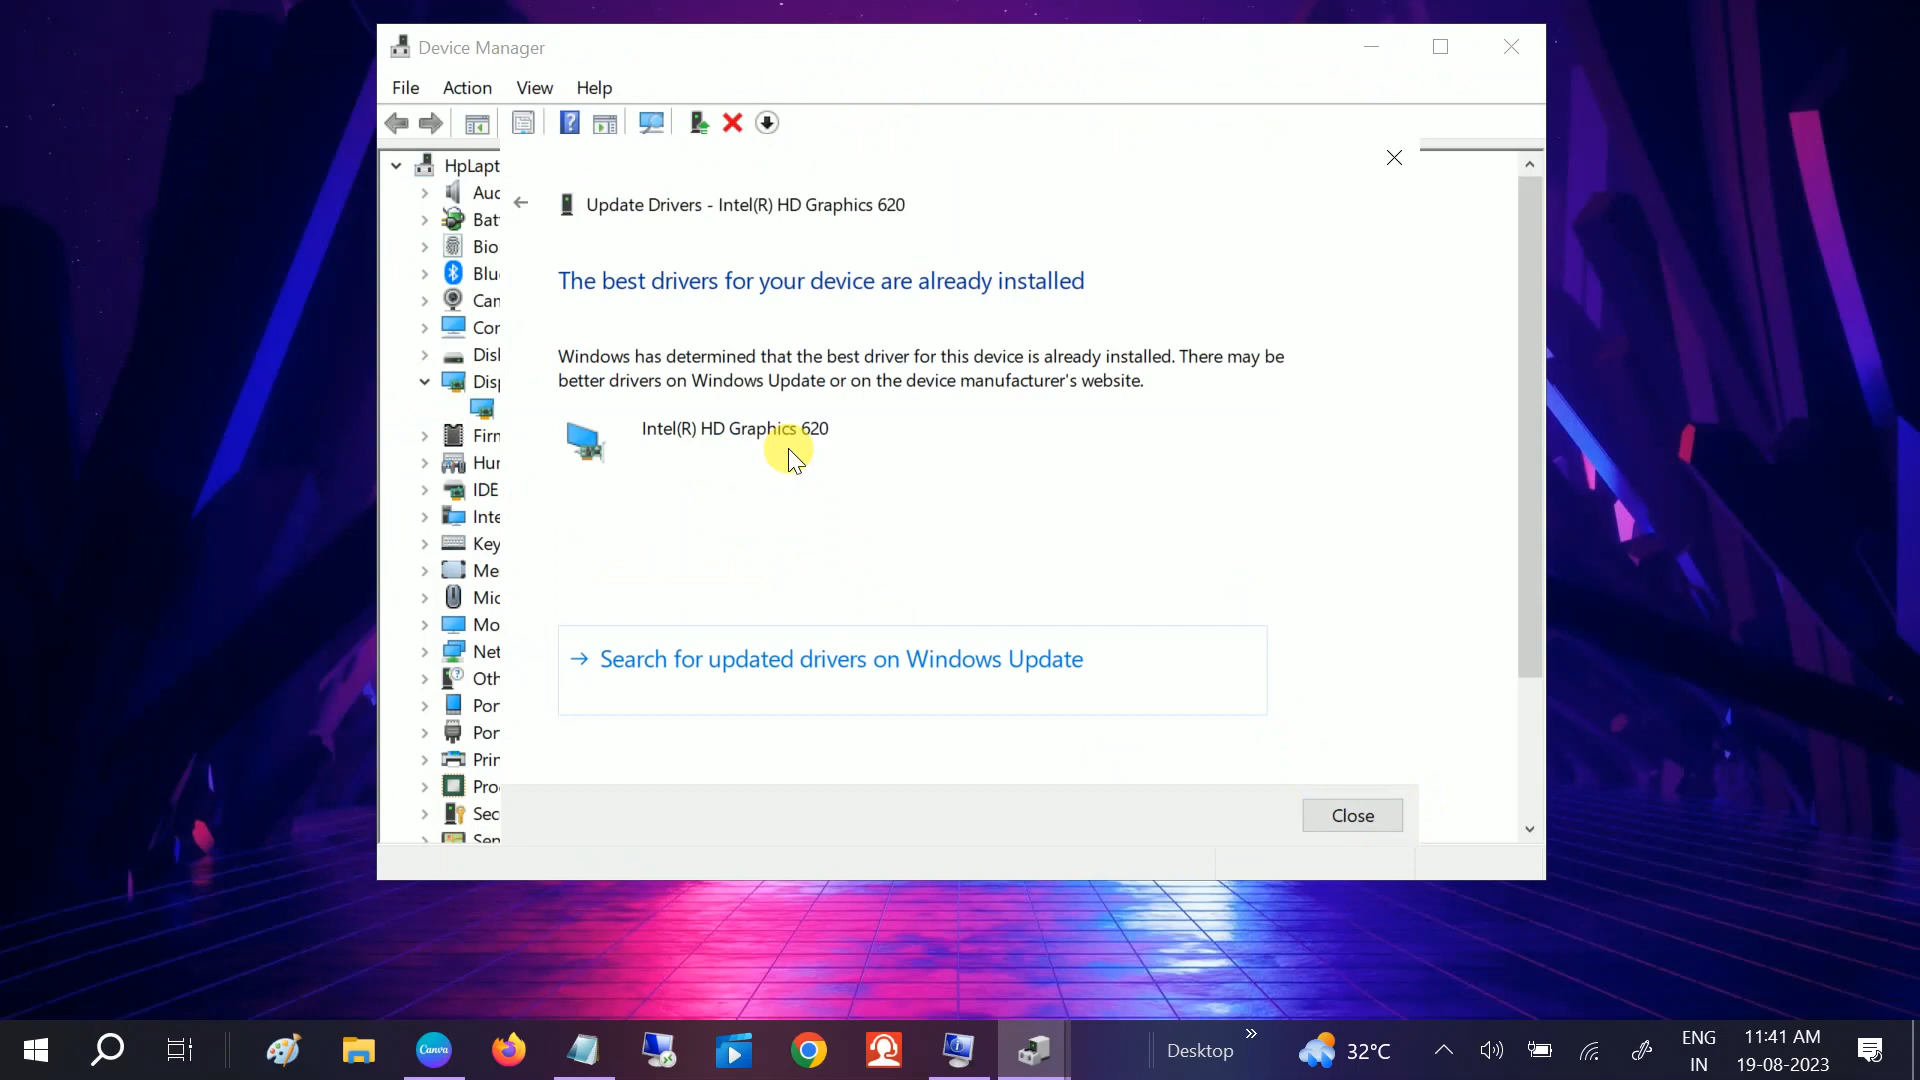 Device Manager
File Action View Help
HpLapt
Auc
Bat
Bio
Blu
Can
Cor
Disl
Disp
Firn
Hur
IDE
Inte
Key
Me
Mic
Mo
Net
Oth
Por
Por
Prin
Pro
Sec
Sen
Update Drivers - Intel(R) HD Graphics 620
The best drivers for your device are already installed
Windows has determined that the best driver for this device is already installed. There may be
better drivers on Windows Update or on the device manufacturer's website.
Intel(R) HD Graphics 620
Search for updated drivers on Windows Update
Close
Canva
Desktop
32°C
ENG
IN
11:41 AM
19-08-2023